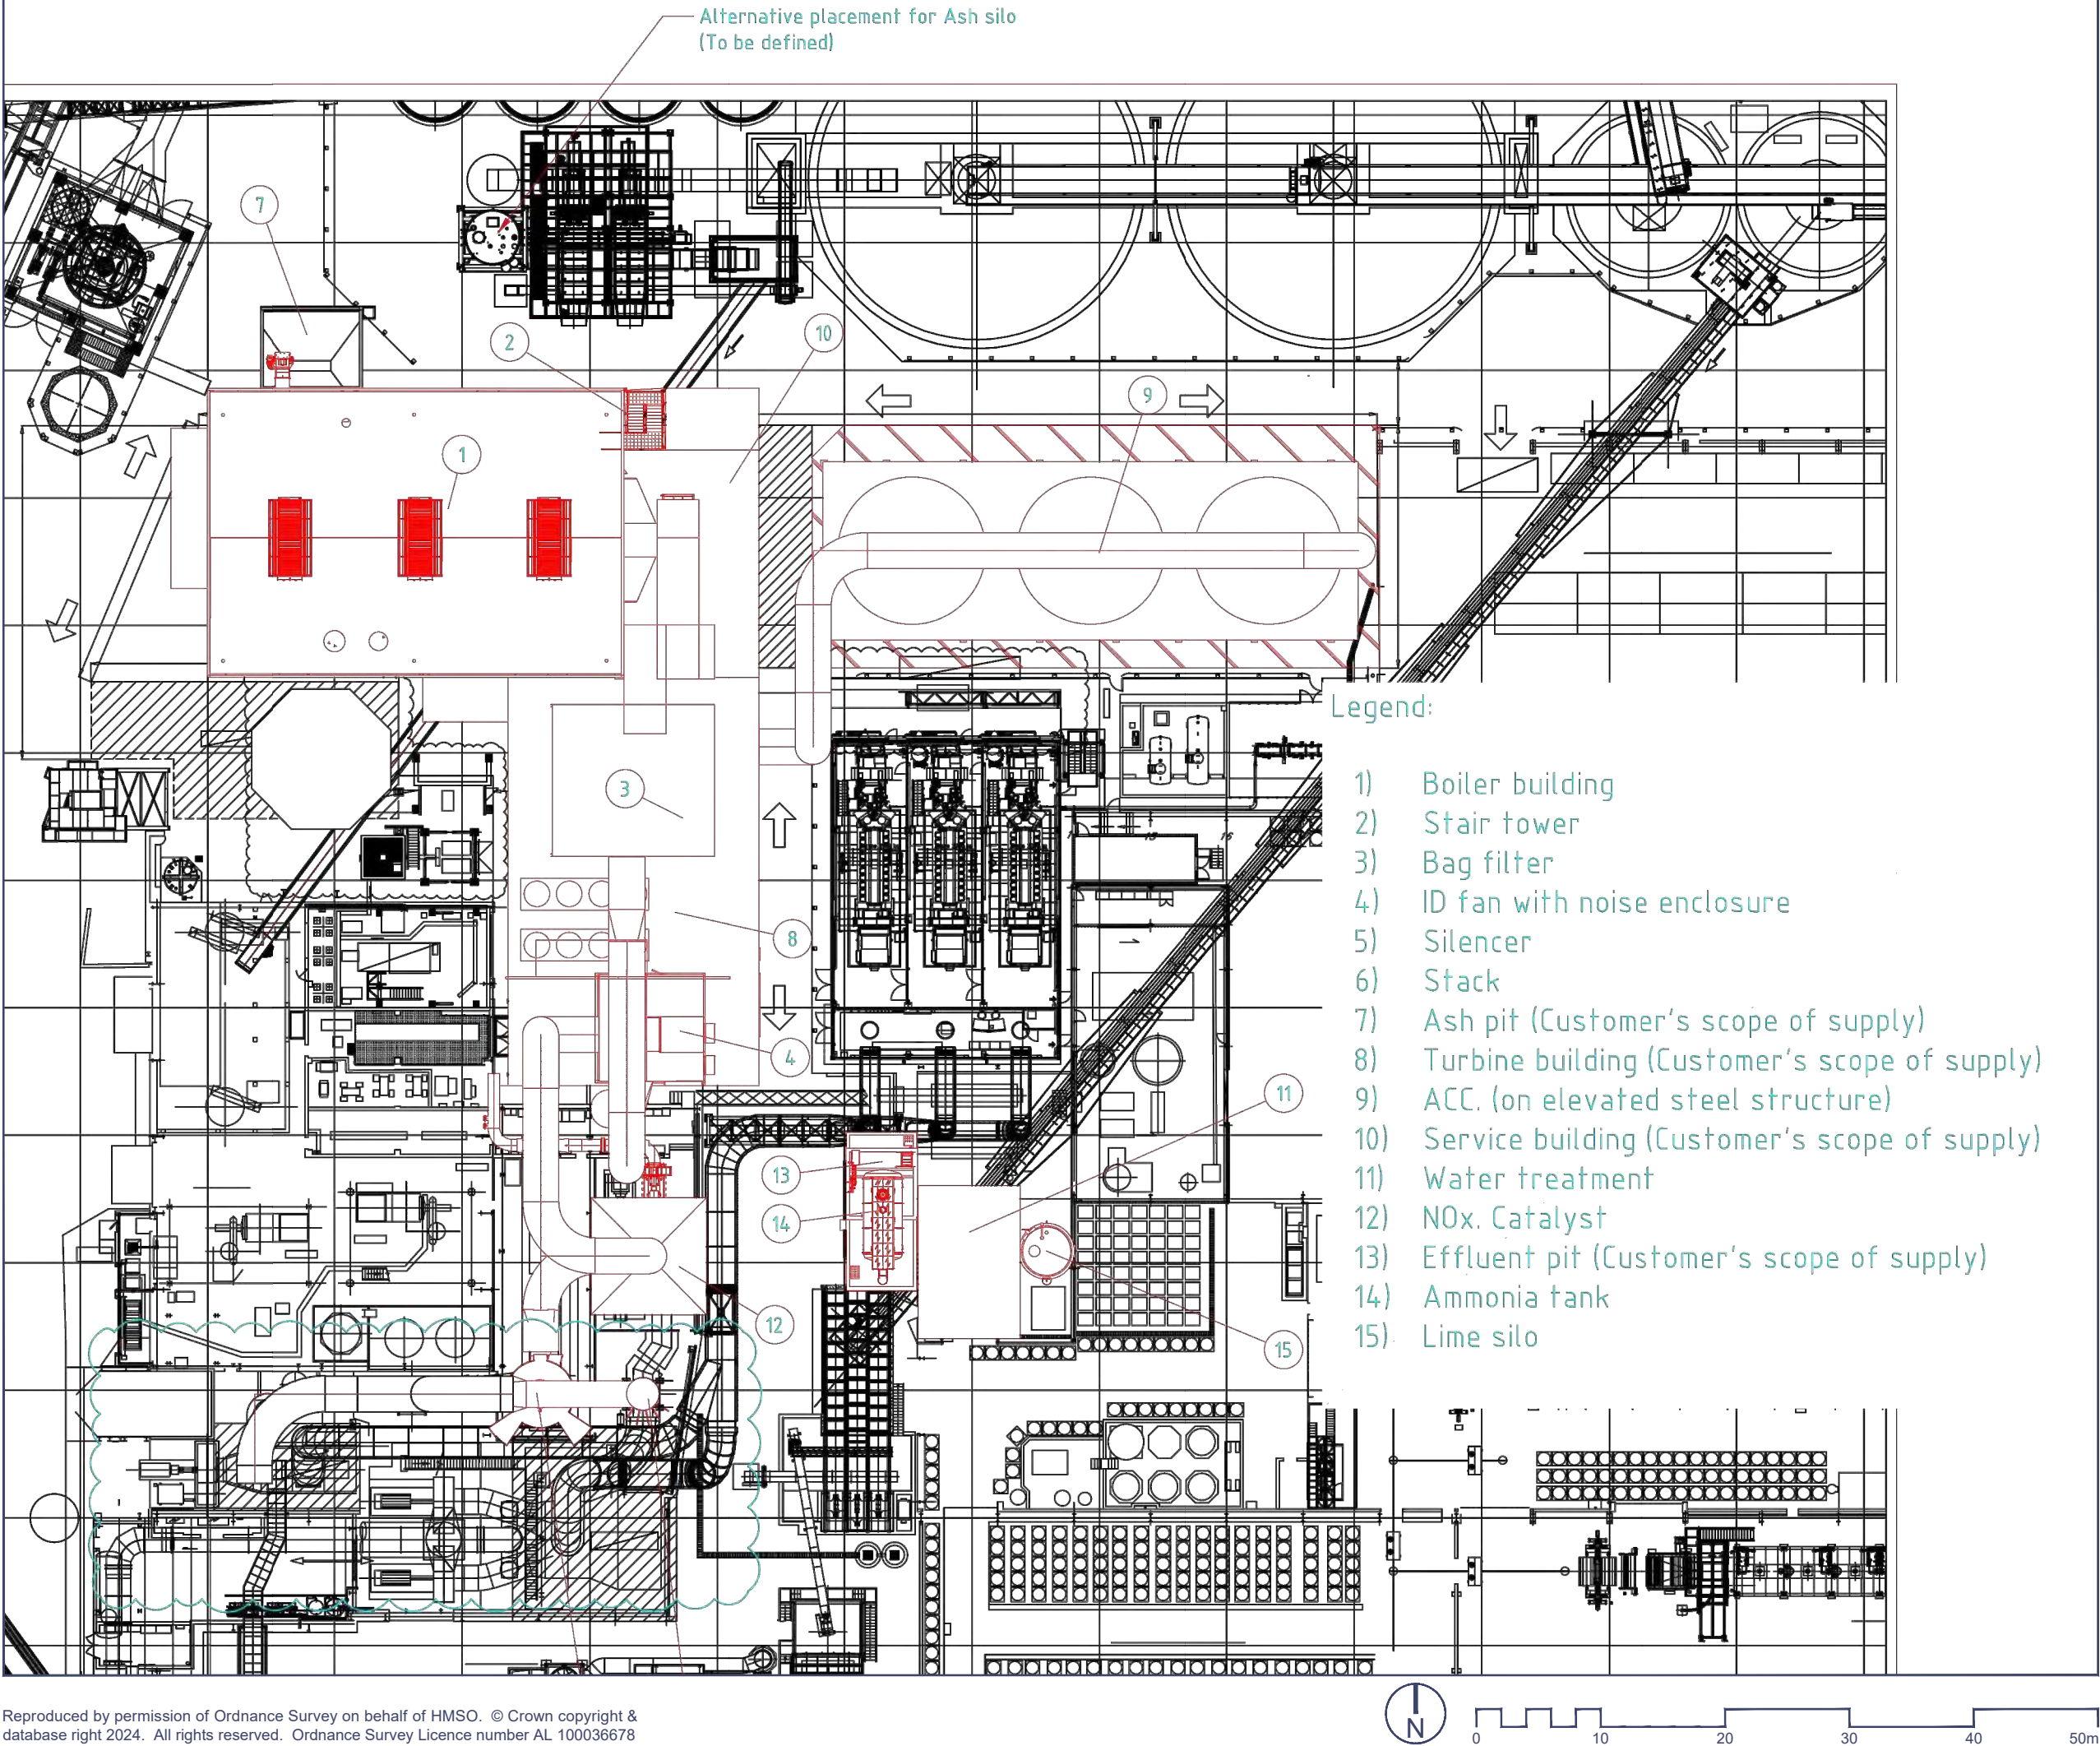 Alternative placement for Ash silo
(To be defined)
7
2
10
9
1
3
8
4
11
13
14
12
15
Legend:
1) Boiler building
2) Stair tower
3) Bag filter
4) ID fan with noise enclosure
5) Silencer
6) Stack
7) Ash pit (Customer's scope of supply)
8) Turbine building (Customer's scope of supply)
9) ACC. (on elevated steel structure)
10) Service building (Customer's scope of supply)
11) Water treatment
12) NOx. Catalyst
13) Effluent pit (Customer's scope of supply)
14) Ammonia tank
15) Lime silo
Reproduced by permission of Ordnance Survey on behalf of HMSO. © Crown copyright &
database right 2024. All rights reserved. Ordnance Survey Licence number AL 100036678
N
0 10 20 30 40 50m